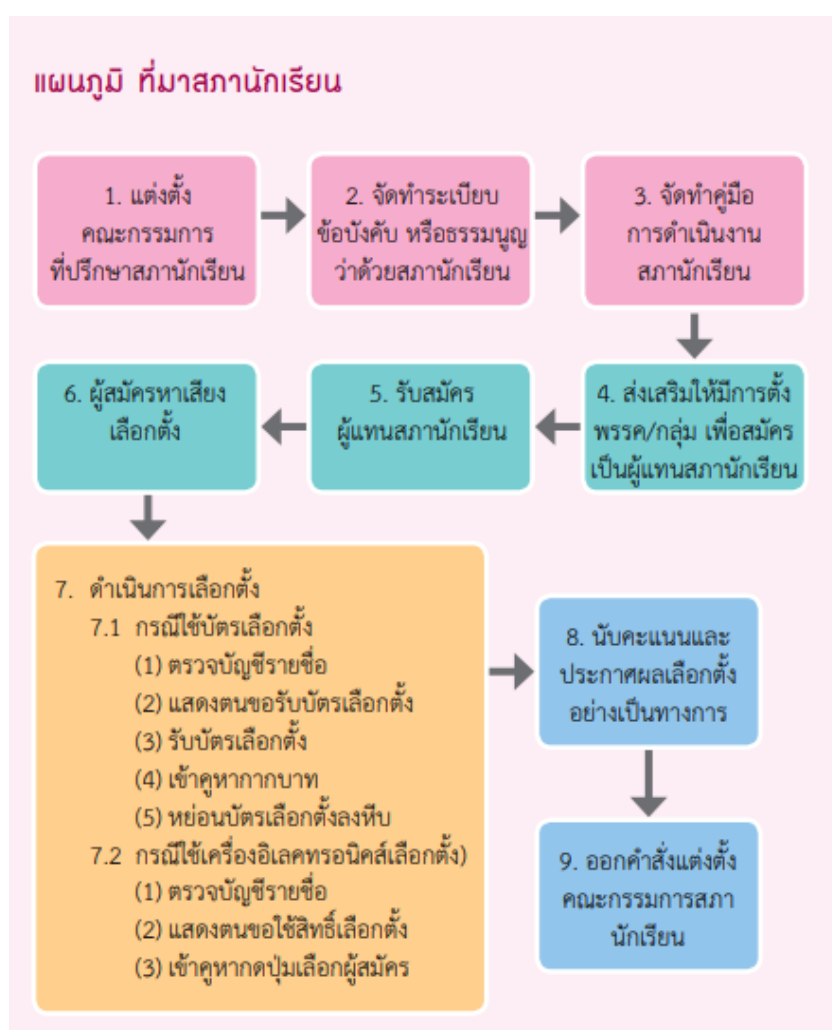 แผนภูมิ ที่มาสภานักเรียน
1. แต่งตั้ง
คณะกรรมการ
ที่ปรึกษาสภานักเรียน
2. จัดทำระเบียบ
ข้อบังคับ หรือธรรมนูญ
ว่าด้วยสภานักเรียน
3. จัดทำคู่มือ
การดำเนินงาน
สภานักเรียน
4. ส่งเสริมให้มีการตั้ง
พรรค/กลุ่ม เพื่อสมัคร
เป็นผู้แทนสภานักเรียน
5. รับสมัคร
ผู้แทนสภานักเรียน
6. ผู้สมัครหาเสียง
เลือกตั้ง
7. ดำเนินการเลือกตั้ง
7.1 กรณีใช้บัตรเลือกตั้ง
(1) ตรวจบัญชีรายชื่อ
(2) แสดงตนขอรับบัตรเลือกตั้ง
(3) รับบัตรเลือกตั้ง
(4) เข้าคูหากากบาท
(5) หย่อนบัตรเลือกตั้งลงหีบ
7.2 กรณีใช้เครื่องอิเลคทรอนิคส์เลือกตั้ง)
(1) ตรวจบัญชีรายชื่อ
(2) แสดงตนขอใช้สิทธิ์เลือกตั้ง
(3) เข้าคูหากดปุ่มเลือกผู้สมัคร
8. นับคะแนนและ
ประกาศผลเลือกตั้ง
อย่างเป็นทางการ
9. ออกคำสั่งแต่งตั้ง
คณะกรรมการสภา
นักเรียน